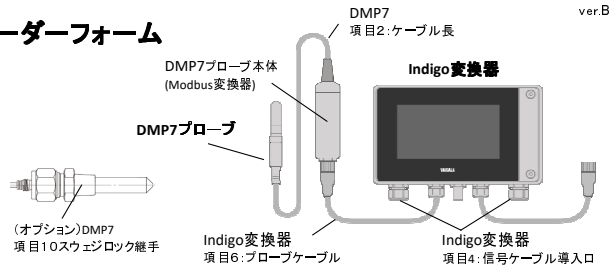 ver.B
ーダーフォーム
DMP7
項目2:ケーブル長
DMP7プローブ本体
(Modbus変換器)
Indigo変換器
DMP7プローブ
VAISALA
(オプション)DMP7
項目10スウェジロック継手
Indigo変換器
項目6:プローブケーブル
Indigo変換器
項目4:信号ケーブル導入口